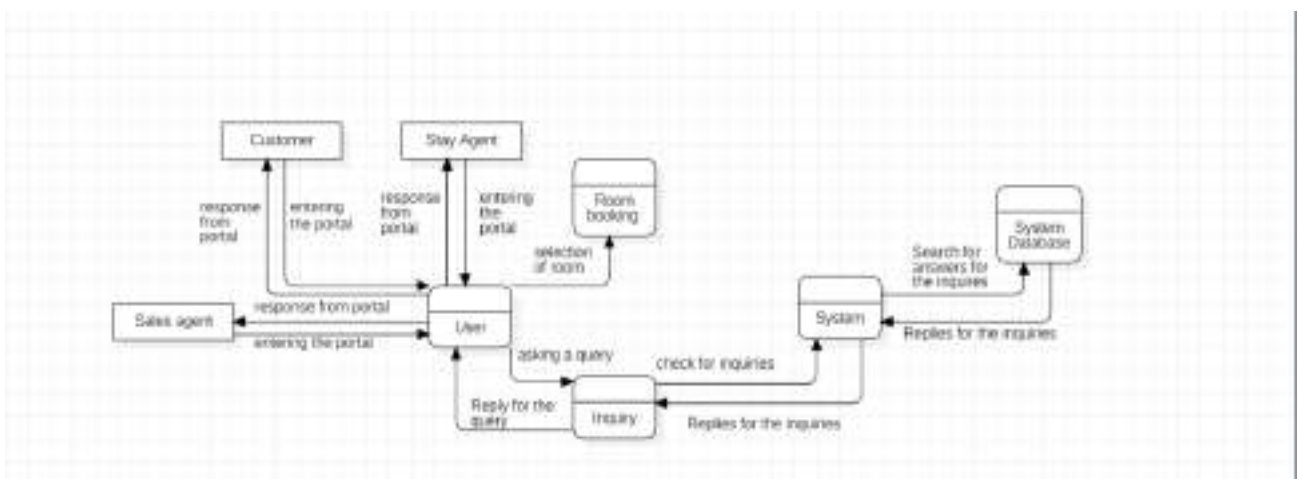 Customer
Stay Agent
Room
booking
System
Database
response
from
portal
entering
the portal
response
from
portal
entering
the
portal
selection
of room
Search for
answers for
the inquires
Sales agent
response from portal
entering the portal
User
System
Replies for the inquiries
asking a query
check for inquiries
Reply for the
query
Inquiry
Replies for the inquiries